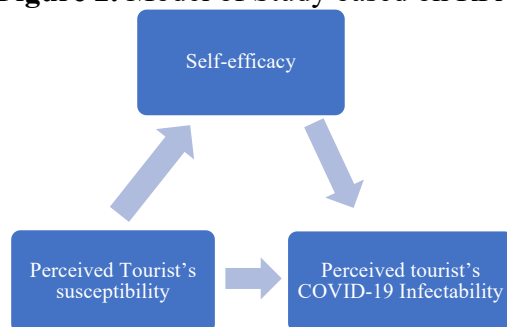 Self-efficacy
Perceived Tourist's
susceptibility
Perceived tourist's
COVID-19 Infectability